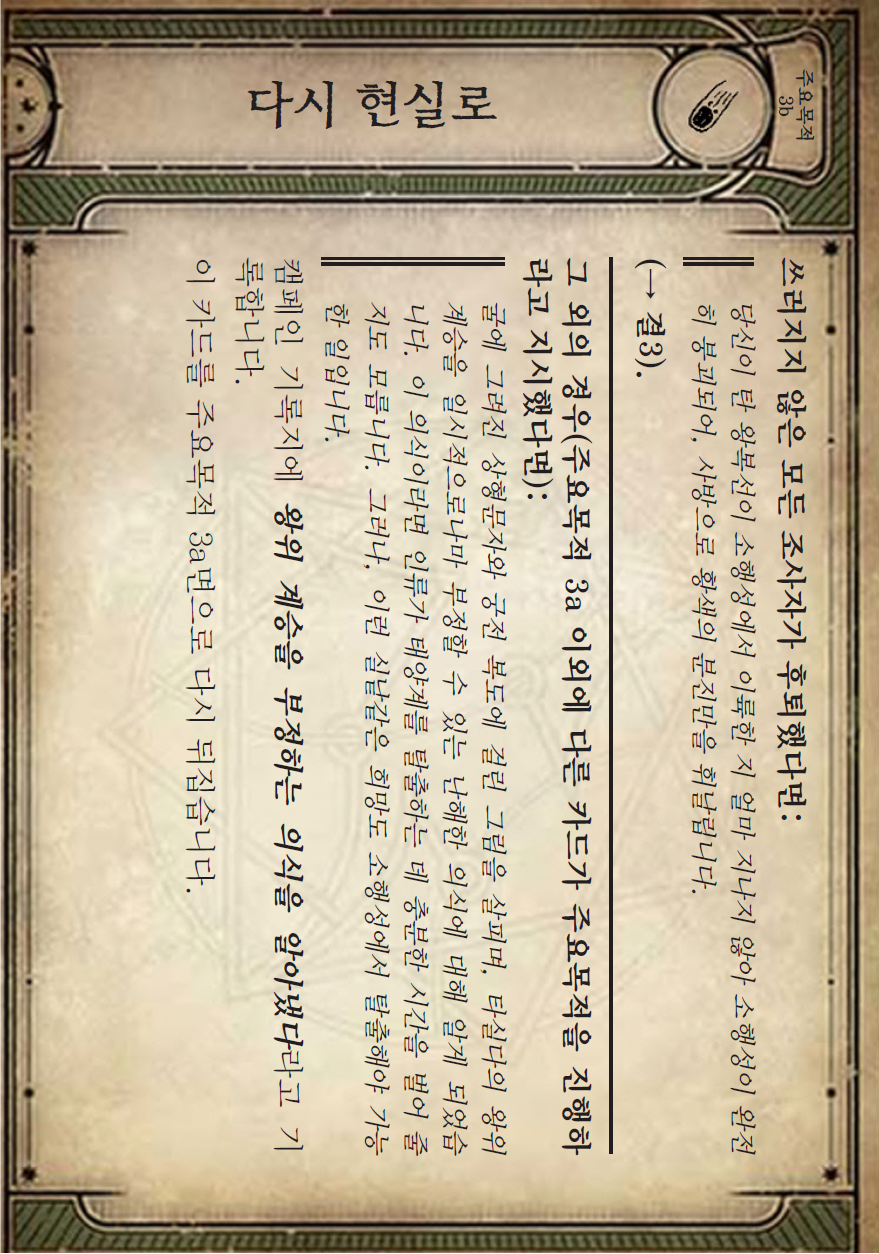 주요목적
3b
다시 현실로
쓰러지지 않은 모든 조사자가 후퇴했다면:
당신이 탄 왕복선이 소행성에서 이륙한 지 얼마 지나지 않아 소행성이 완전
히 붕괴되어, 사방으로 황색의 분진만을 휘날립니다.
(→ 결3).
그 외의 경우(주요목적 3a 이외에 다른 카드가 주요목적을 진행하
라고 지시했다면):
굴에 그려진 상형문자와 궁전 복도에 걸린 그림을 살피며, 타실다의 왕위
계승을 일시적으로나마 부정할 수 있는 난해한 의식에 대해 알게 되었습
니다. 이 의식이라면 인류가 태양계를 탈출하는 데 충분한 시간을 벌어 줄
지도 모릅니다. 그러나, 이런 실날같은 희망도 소행성에서 탈출해야 가능
한 일입니다.
캠페인 기록지에 왕위 계승을 부정하는 의식을 알아냈다라고 기
록합니다.
이 카드를 주요목적 3a면으로 다시 뒤집습니다.